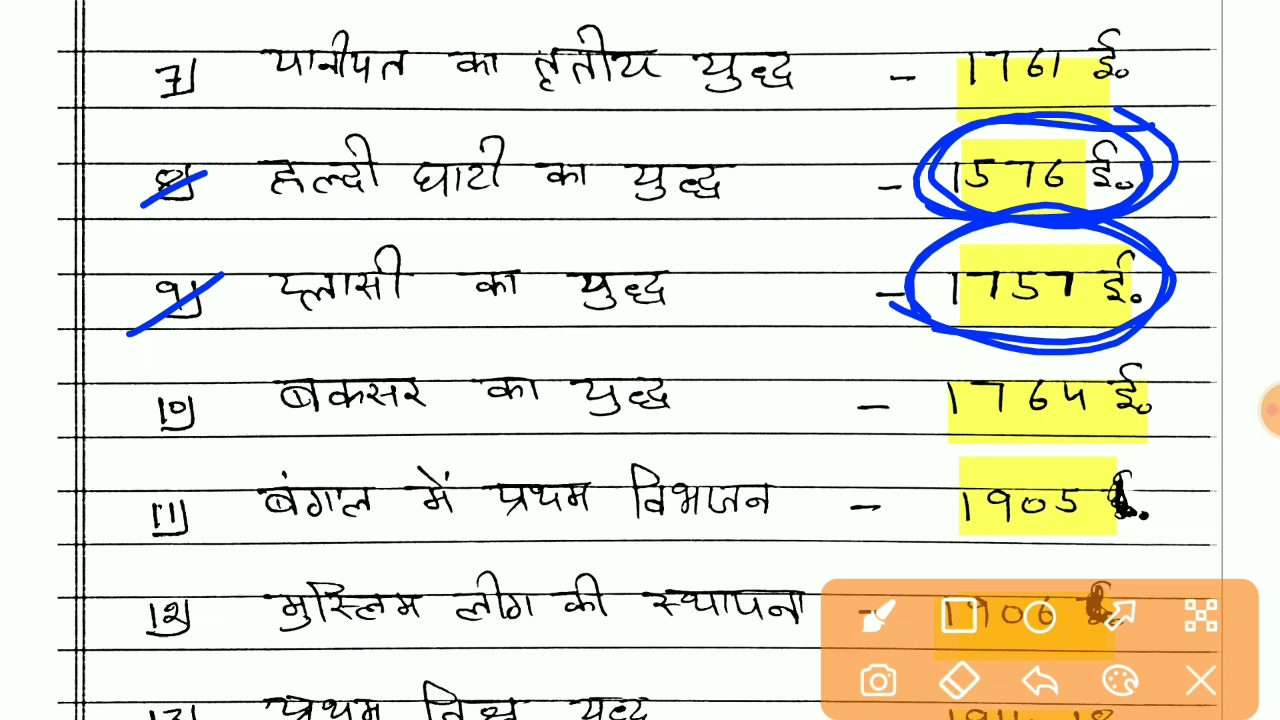 7) पानीपत का तृतीय युद्ध - 1761 ई.
8) हल्दी घाटी का युद्ध - 1576 ई.
9) प्लासी का युद्ध - 1757 ई.
10) बकसर का युद्ध - 1764 ई.
11) बंगाल में प्रथम विभाजन - 1905 ई.
12) मुस्लिम लीग की स्थापना - 1906 ई.
13) प्रथम विश्व युद्ध